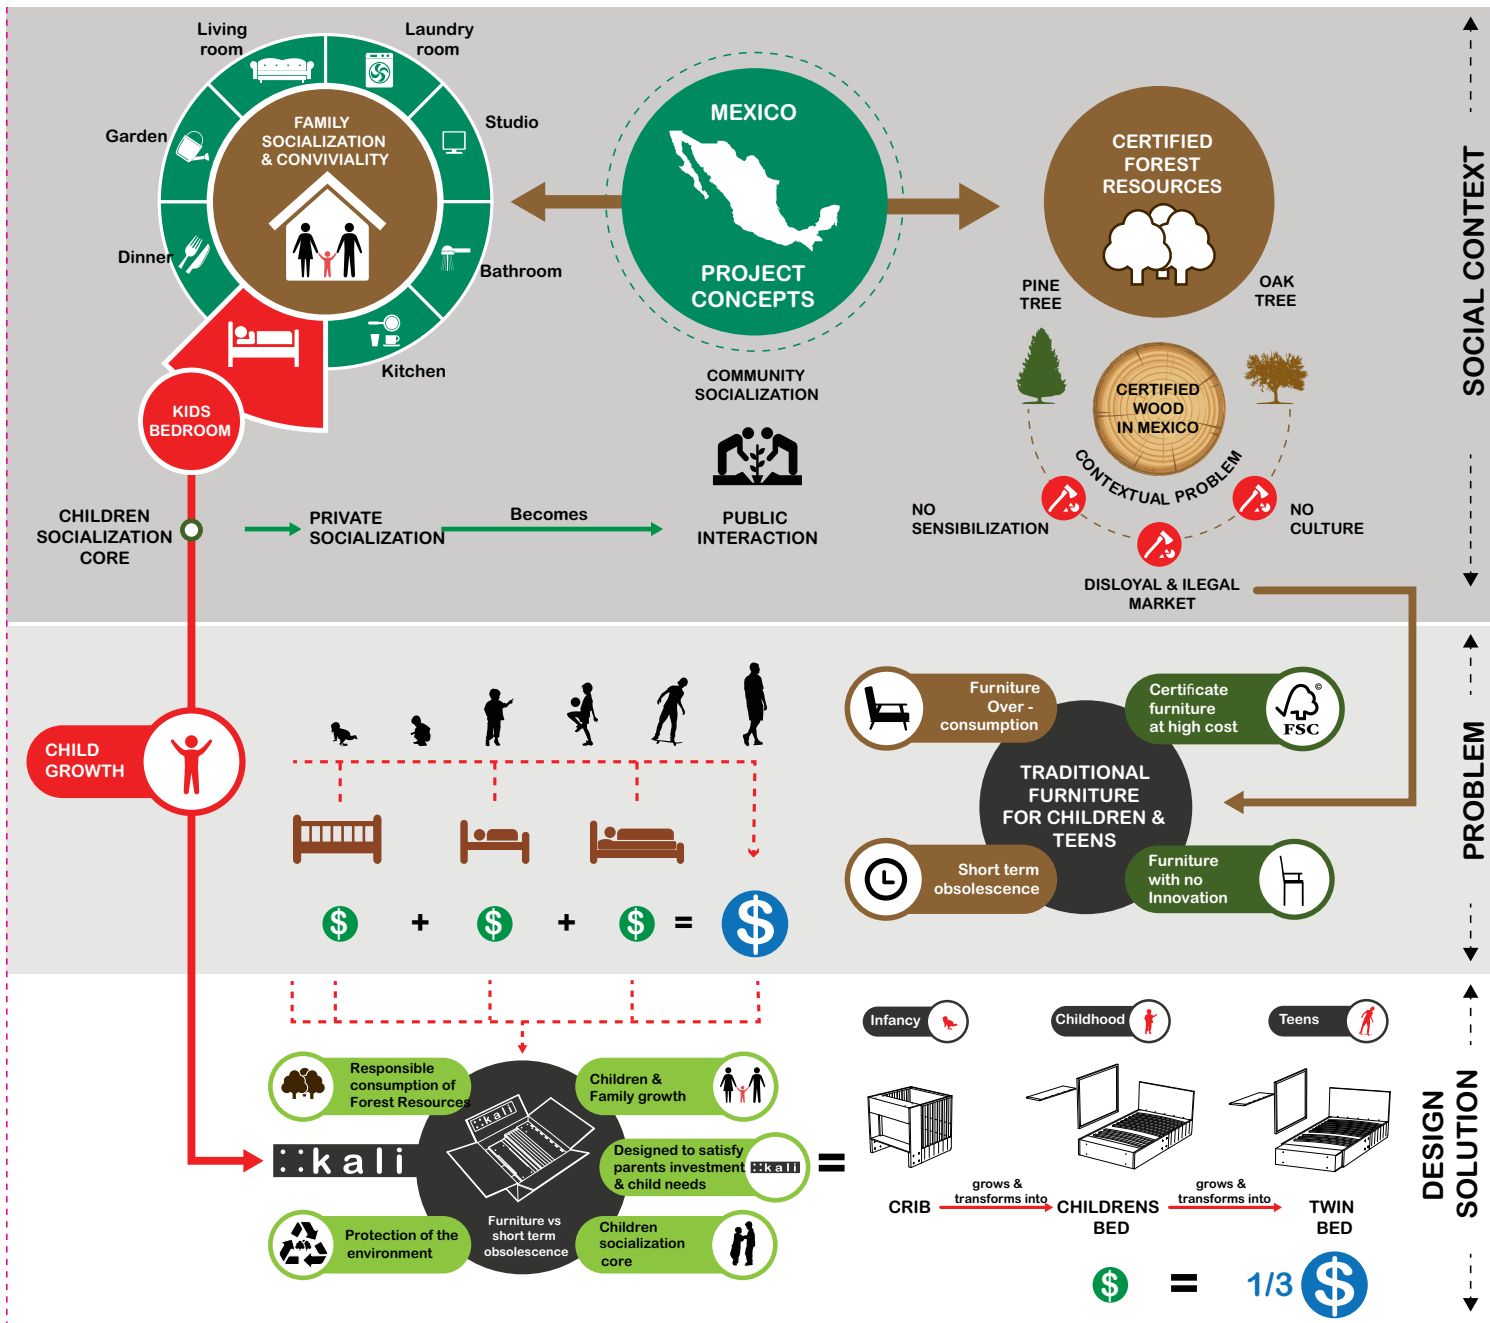 Living
room
Laundry
room
Garden
Studio
Dinner
Bathroom
Kitchen
FAMILY
SOCIALIZATION
& CONVIVIALITY
KIDS
BEDROOM
MEXICO
PROJECT
CONCEPTS
CERTIFIED
FOREST
RESOURCES
PINE
TREE
OAK
TREE
CERTIFIED
WOOD
IN MEXICO
CONTEXTUAL PROBLEM
COMMUNITY
SOCIALIZATION
CHILDREN
SOCIALIZATION
CORE
PRIVATE
SOCIALIZATION
Becomes
PUBLIC
INTERACTION
NO
SENSIBILIZATION
NO
CULTURE
DISLOYAL & ILEGAL
MARKET
SOCIAL CONTEXT
CHILD
GROWTH
$ + $ + $ = $
Furniture
Over -
consumption
Certificate
furniture
at high cost
©
FSC
TRADITIONAL
FURNITURE
FOR CHILDREN &
TEENS
Short term
obsolescence
Furniture
with no
Innovation
PROBLEM
Responsible
consumption of
Forest Resources
Children &
Family growth
::kali
::kali
Designed to satisfy
parents investment
& child needs
::kali
=
Protection of the
environment
Furniture vs
short term
obsolescence
Children
socialization
core
Infancy
Childhood
Teens
CRIB
grows &
transforms into
CHILDRENS
BED
grows &
transforms into
TWIN
BED
$ = 1/3 $
DESIGN
SOLUTION